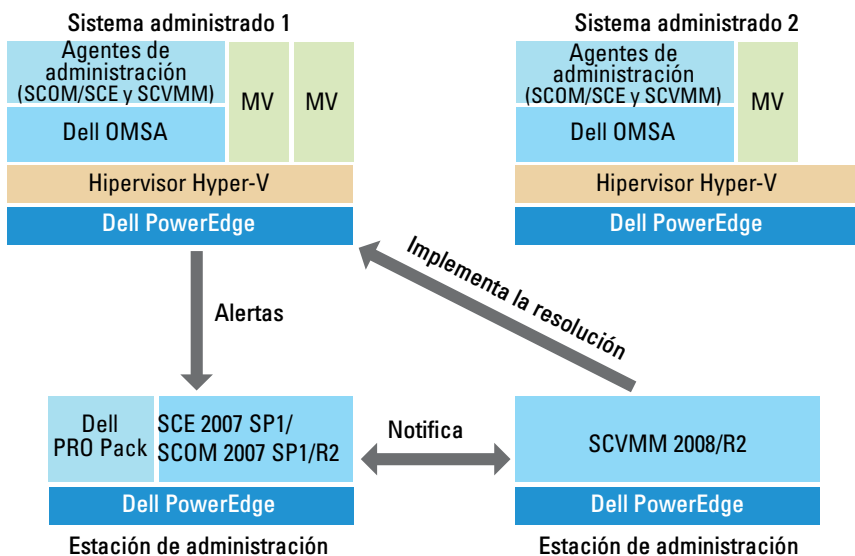 Sistema administrado 1
Agentes de
administración
(SCOM/SCE y SCVMM)
MV
MV
Dell OMSA
Hipervisor Hyper-V
Dell PowerEdge
Sistema administrado 2
Agentes de
administración
(SCOM/SCE y SCVMM)
MV
Dell OMSA
Hipervisor Hyper-V
Dell PowerEdge
Alertas
Implementa la resolución
Dell
PRO Pack
SCE 2007 SP1/
SCOM 2007 SP1/R2
Dell PowerEdge
Estación de administración
Notifica
SCVMM 2008/R2
Dell PowerEdge
Estación de administración